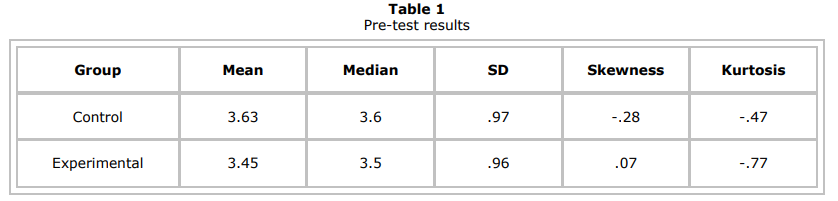 Table 1
Pre-test results
Group Mean Median SD Skewness Kurtosis
Control 3.63 3.6 .97 -.28 -.47
Experimental 3.45 3.5 .96 .07 -.77